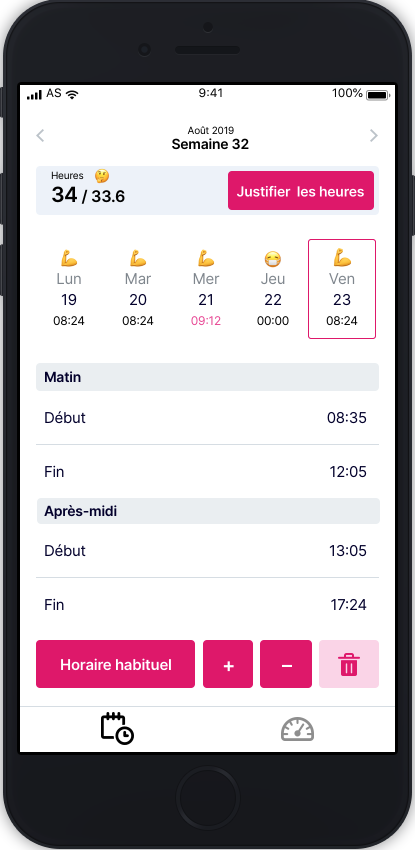 AS 9:41 100%
Août 2019
Semaine 32
Heures
34 / 33.6
Justifier les heures
Lun Mar Mer Jeu Ven
19 20 21 22 23
08:24 08:24 09:12 00:00 08:24
Matin
Début 08:35
Fin 12:05
Après-midi
Début 13:05
Fin 17:24
Horaire habituel + −